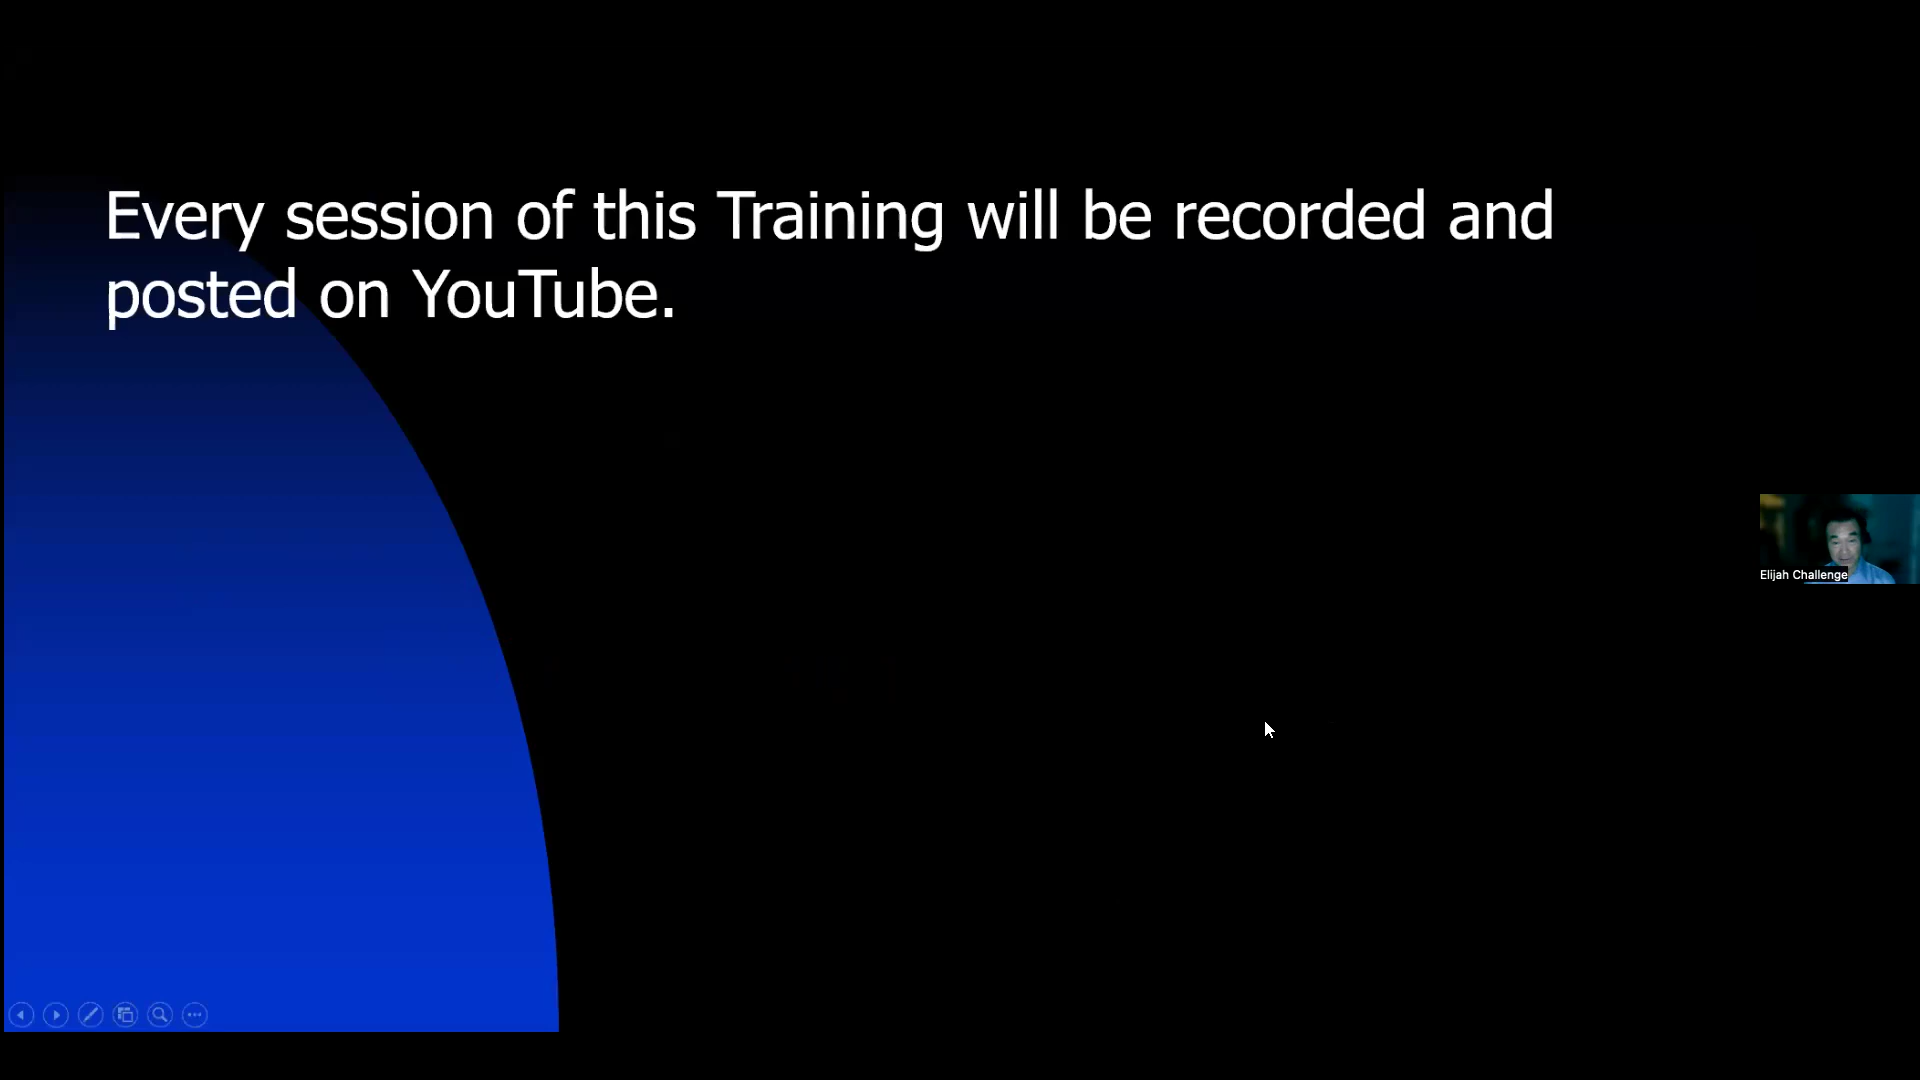 Every session of this Training will be recorded and
posted on YouTube.
Elijah Challenge